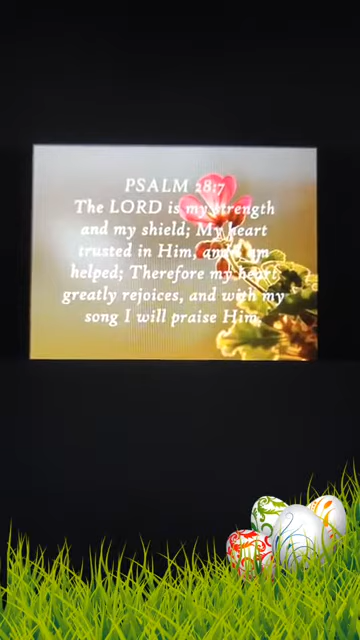 PSALM 28:7
The LORD is my strength
and my shield; My heart
trusted in Him, and I am
helped; Therefore my heart
greatly rejoices, and with my
song I will praise Him.